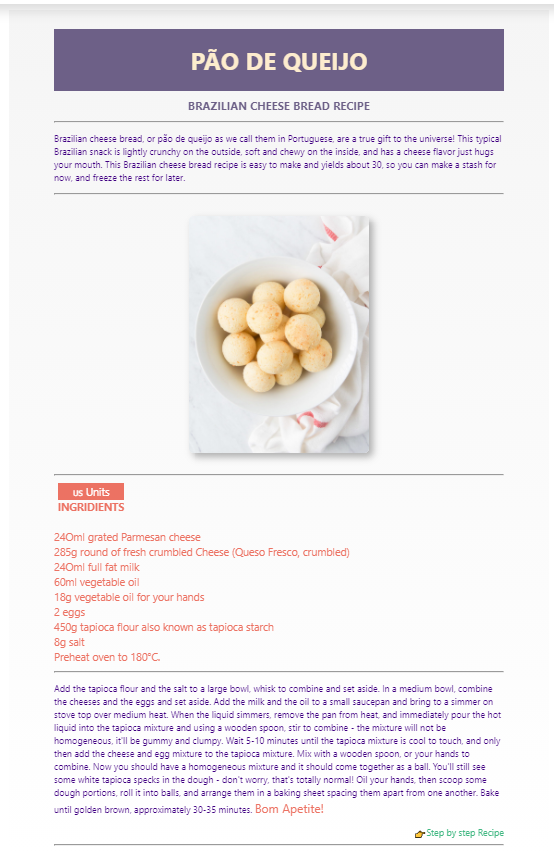 PÃO DE QUEIJO
BRAZILIAN CHEESE BREAD RECIPE
Brazilian cheese bread, or pão de queijo as we call them in Portuguese, are a true gift to the universe! This typical
Brazilian snack is lightly crunchy on the outside, soft and chewy on the inside, and has a cheese flavor just hugs
your mouth. This Brazilian cheese bread recipe is easy to make and yields about 30, so you can make a stash for
now, and freeze the rest for later.
us Units
INGRIDIENTS
24Oml grated Parmesan cheese
285g round of fresh crumbled Cheese (Queso Fresco, crumbled)
24Oml full fat milk
60ml vegetable oil
18g vegetable oil for your hands
2 eggs
450g tapioca flour also known as tapioca starch
8g salt
Preheat oven to 180°C.
Add the tapioca flour and the salt to a large bowl, whisk to combine and set aside. In a medium bowl, combine
the cheeses and the eggs and set aside. Add the milk and the oil to a small saucepan and bring to a simmer on
stove top over medium heat. When the liquid simmers, remove the pan from heat, and immediately pour the hot
liquid into the tapioca mixture and using a wooden spoon, stir to combine - the mixture will not be
homogeneous, it'll be gummy and clumpy. Wait 5-10 minutes until the tapioca mixture is cool to touch, and only
then add the cheese and egg mixture to the tapioca mixture. Mix with a wooden spoon, or your hands to
combine. Now you should have a homogeneous mixture and it should come together as a ball. You'll still see
some white tapioca specks in the dough - don't worry, that's totally normal! Oil your hands, then scoop some
dough portions, roll it into balls, and arrange them in a baking sheet spacing them apart from one another. Bake
until golden brown, approximately 30-35 minutes. Bom Apetite!
👉Step by step Recipe